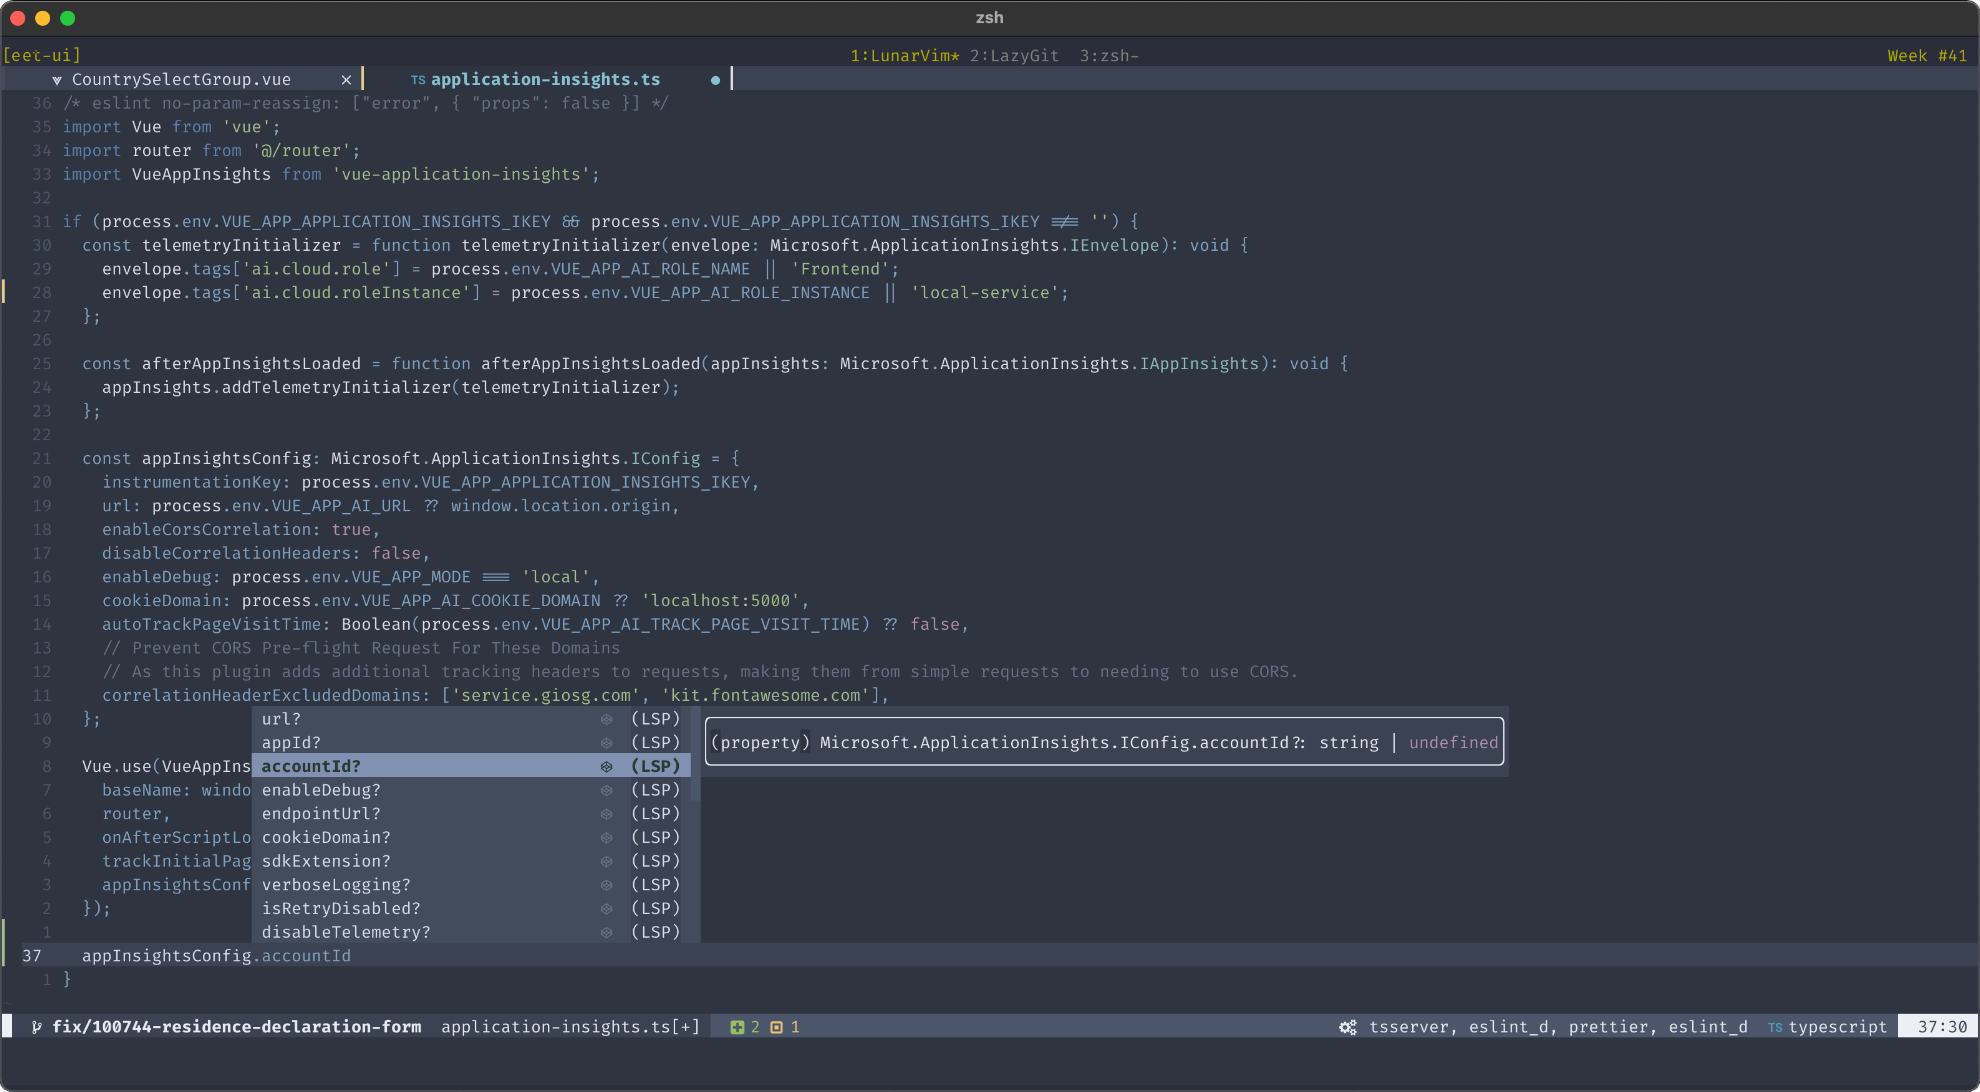 zsh
[eet-ui] 1:LunarVim* 2:LazyGit 3:zsh- Week #41
CountrySelectGroup.vue × TS application-insights.ts ●
36 /* eslint no-param-reassign: ["error", { "props": false }] */
35 import Vue from 'vue';
34 import router from '@/router';
33 import VueAppInsights from 'vue-application-insights';
32
31 if (process.env.VUE_APP_APPLICATION_INSIGHTS_IKEY && process.env.VUE_APP_APPLICATION_INSIGHTS_IKEY !== '') {
30 const telemetryInitializer = function telemetryInitializer(envelope: Microsoft.ApplicationInsights.IEnvelope): void {
29 envelope.tags['ai.cloud.role'] = process.env.VUE_APP_AI_ROLE_NAME || 'Frontend';
28 envelope.tags['ai.cloud.roleInstance'] = process.env.VUE_APP_AI_ROLE_INSTANCE || 'local-service';
27 };
26
25 const afterAppInsightsLoaded = function afterAppInsightsLoaded(appInsights: Microsoft.ApplicationInsights.IAppInsights): void {
24 appInsights.addTelemetryInitializer(telemetryInitializer);
23 };
22
21 const appInsightsConfig: Microsoft.ApplicationInsights.IConfig = {
20 instrumentationKey: process.env.VUE_APP_APPLICATION_INSIGHTS_IKEY,
19 url: process.env.VUE_APP_AI_URL ?? window.location.origin,
18 enableCorsCorrelation: true,
17 disableCorrelationHeaders: false,
16 enableDebug: process.env.VUE_APP_MODE === 'local',
15 cookieDomain: process.env.VUE_APP_AI_COOKIE_DOMAIN ?? 'localhost:5000',
14 autoTrackPageVisitTime: Boolean(process.env.VUE_APP_AI_TRACK_PAGE_VISIT_TIME) ?? false,
13 // Prevent CORS Pre-flight Request For These Domains
12 // As this plugin adds additional tracking headers to requests, making them from simple requests to needing to use CORS.
11 correlationHeaderExcludedDomains: ['service.giosg.com', 'kit.fontawesome.com'],
10 }; url? (LSP)
9 appId? (LSP) (property) Microsoft.ApplicationInsights.IConfig.accountId?: string | undefined
8 Vue.use(VueAppIns accountId? (LSP)
7 baseName: windo enableDebug? (LSP)
6 router, endpointUrl? (LSP)
5 onAfterScriptLo cookieDomain? (LSP)
4 trackInitialPag sdkExtension? (LSP)
3 appInsightsConf verboseLogging? (LSP)
2 }); isRetryDisabled? (LSP)
1 disableTelemetry? (LSP)
37 appInsightsConfig.accountId
1 }
fix/100744-residence-declaration-form application-insights.ts[+] 2 1 tsserver, eslint_d, prettier, eslint_d TS typescript 37:30